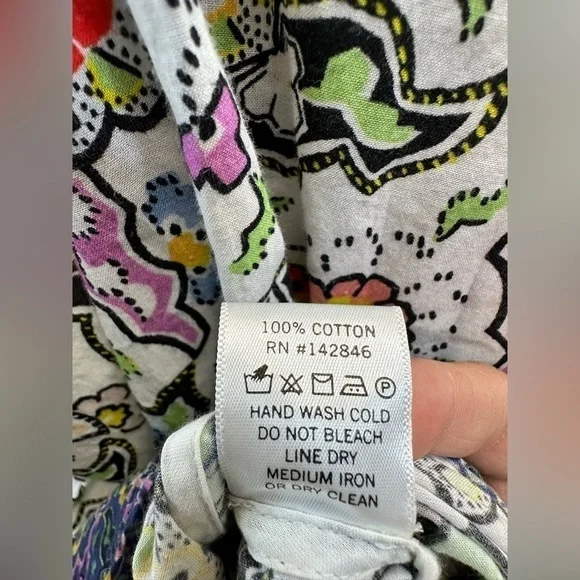 100% COTTON
RN #142846
P
HAND WASH COLD
DO NOT BLEACH
LINE DRY
MEDIUM IRON
OR DRY CLEAN